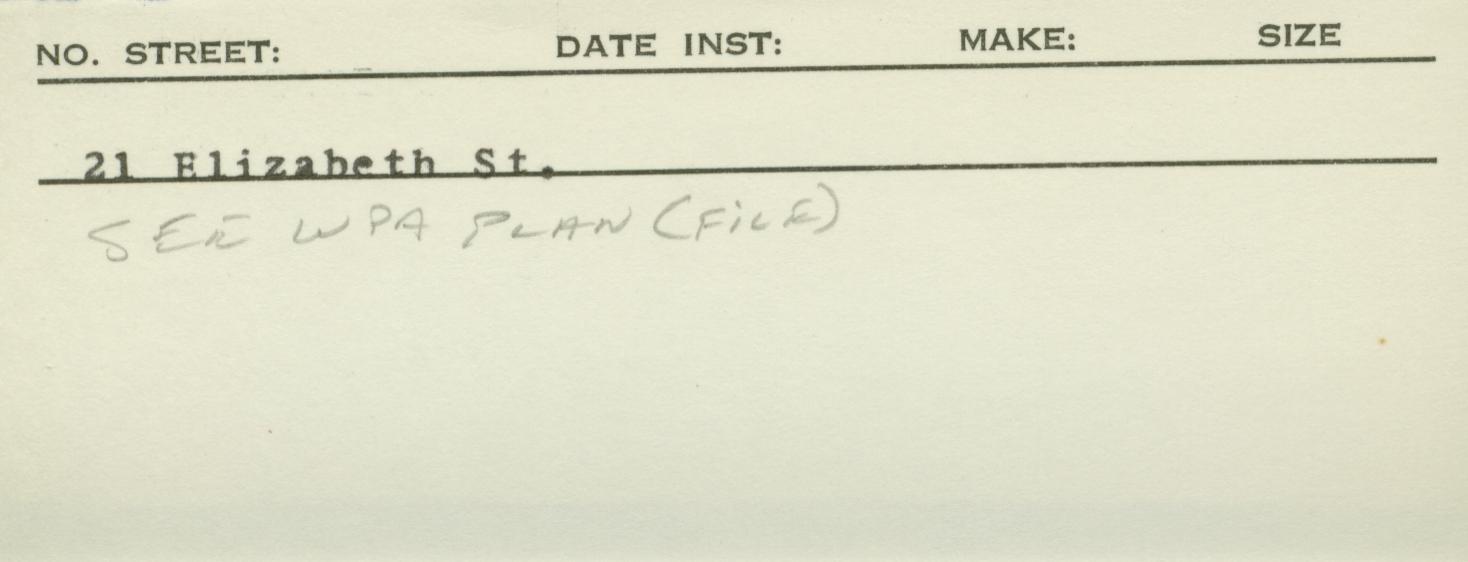 NO. STREET: DATE INST: MAKE: SIZE
21 Elizabeth St.
SEE WPA PLAN (FILE)